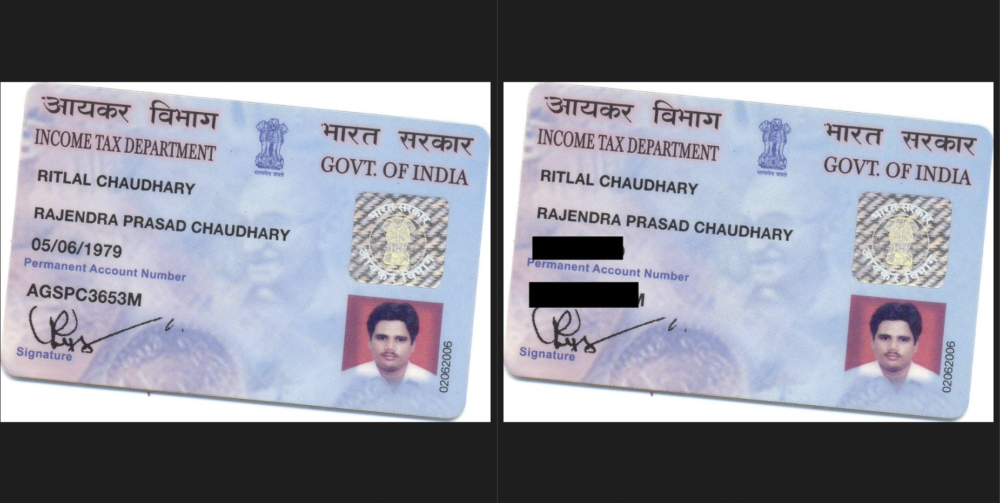 आयकर विभाग
INCOME TAX DEPARTMENT
भारत सरकार
GOVT. OF INDIA
सत्यमेव जयते
RITLAL CHAUDHARY
RAJENDRA PRASAD CHAUDHARY
05/06/1979
Permanent Account Number
AGSPC3653M
Signature
भारत सरकार
आयकर विभाग
02062006
आयकर विभाग
INCOME TAX DEPARTMENT
भारत सरकार
GOVT. OF INDIA
सत्यमेव जयते
RITLAL CHAUDHARY
RAJENDRA PRASAD CHAUDHARY
Permanent Account Number
Signature
भारत सरकार
आयकर विभाग
02062006